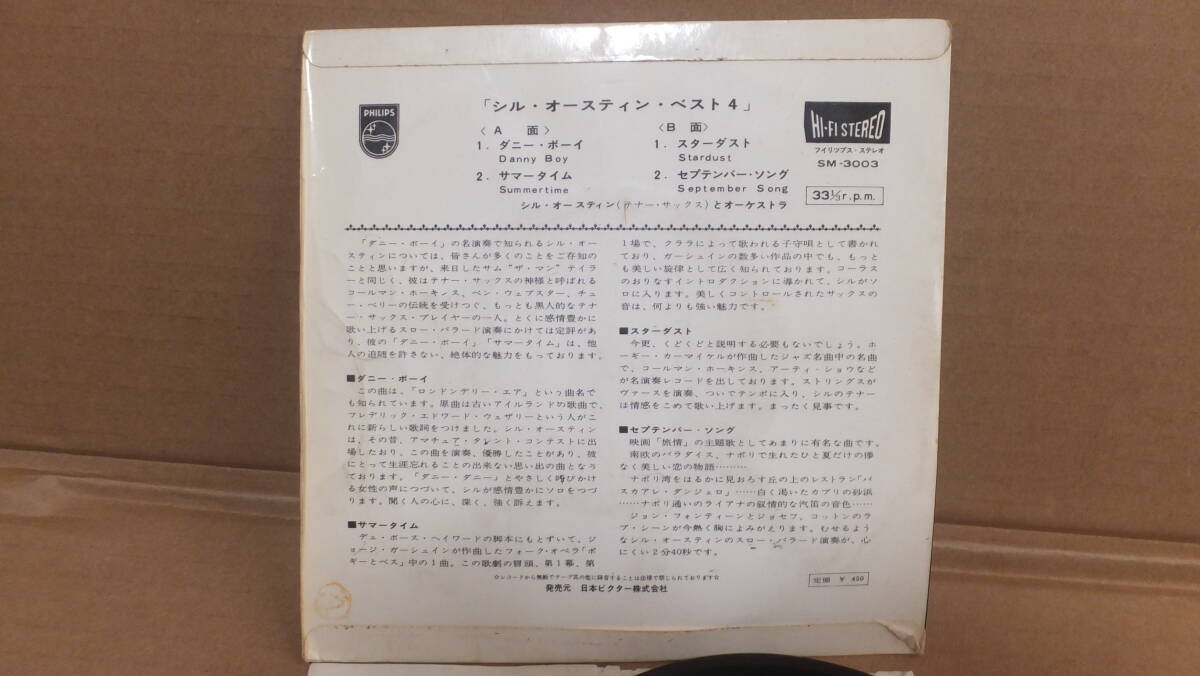 PHILIPS
「シル・オースティン・ベスト4」
〈A 面〉
1. ダニー・ボーイ
Danny Boy
2. サマータイム
Summertime
〈B 面〉
1. スターダスト
Stardust
2. セプテンバー・ソング
September Song
シル・オースティン(テナー・サックス)とオーケストラ
HI-FI STEREO
フイリップス・ステレオ
SM-3003
33⅓r.p.m.
「ダニー・ボーイ」の名演奏で知られるシル・オー
スティンについては、皆さんが多くのことをご存知の
ことと思いますが、来日したサム“ザ・マン”テイラ
ーと同じく、彼はテナー・サックスの神様と呼ばれる
コールマン・ホーキンス、ベン・ウェブスター、チュ
ー・ベリーの伝統を受けつぐ、もっとも黒人的なテナ
ー・サックス・プレイヤーの一人。とくに感情豊かに
歌い上げるスロー・バラード演奏にかけては定評があ
り、彼の「ダニー・ボーイ」「サマータイム」は、他
人の追随を許さない、絶体的な魅力をもっております。
■ダニー・ボーイ
この曲は、「ロンドンデリー・エア」という曲名で
も知られています。原曲は古いアイルランドの歌曲で、
フレデリック・エドワード・ウェザリーという人がこ
れに新らしい歌詞をつけました。シル・オースティン
は、その昔、アマチュア・タレント・コンテストに出
場したおり、この曲を演奏、優勝したことがあり、彼
にとって生涯忘れることの出来ない思い出の曲となっ
ております。「ダニー・ダニー」とやさしく呼びかけ
る女性の声につづいて、シルが感情豊かにソロをつづ
ります。聞く人の心に、深く、強く訴えます。
■サマータイム
デュ・ボース・ヘイワードの脚本にもとずいて、ジ
ョージ・ガーシュインが作曲したフォーク・オペラ「ポ
ギーとベス」中の1曲。この歌劇の冒頭、第1幕、第
1場で、クララによって歌われる子守唄として書かれ
ており、ガーシュインの数多い作品の中でも、もっと
も美しい旋律として広く知られております。コーラス
のおりなすイントロダクションに導かれて、シルがソ
ロに入ります。美しくコントロールされたサックスの
音は、何よりも強い魅力です。
■スターダスト
今更、くどくどと説明する必要もないでしょう。ホ
ーギー・カーマイケルが作曲したジャズ名曲中の名曲
で、コールマン・ホーキンス、アーティ・ショウなど
が名演奏レコードを出しております。ストリングスが
ヴァースを演奏、ついでテンポに入り、シルのテナー
は情感をこめて歌い上げます。まったく見事です。
■セプテンバー・ソング
映画「旅情」の主題歌としてあまりに有名な曲です。
南欧のパラダイス、ナポリで生れたひと夏だけの儚
なく美しい恋の物語………
ナポリ湾をはるかに見おろす丘の上のレストラン「パ
スカアレ・ダンジェロ」……白く渇いたカプリの砂浜
……ナポリ通いのライアナの叙情的な汽笛の音色……
ジョン・フォンティーンとジョセフ、コットンのラ
ブ・シーンが今熱く胸によみがえります。むせるよう
なシル・オースティンのスロー・バラード演奏が、心
にくい2分40秒です。
☆レコードから無断でテープ其の他に録音することは法律で禁じられております☆
発売元 日本ビクター株式会社
定価 ¥ 450